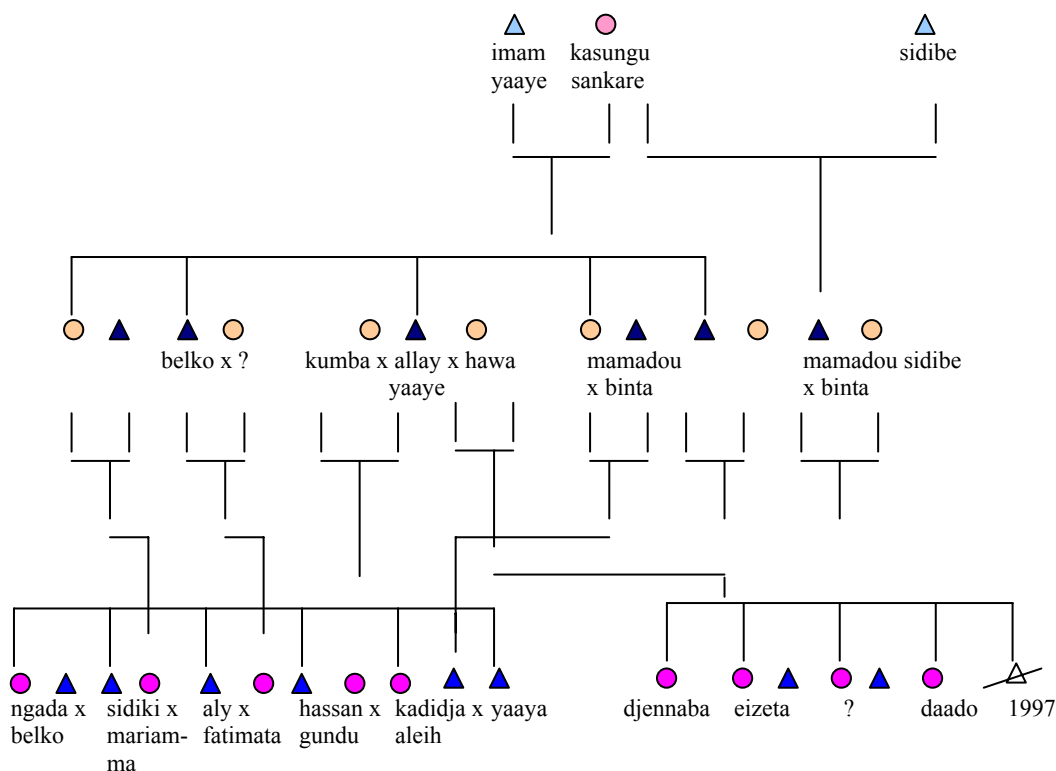 imam
yaaye
kasungu
sankare
sidibe
belko x ?
kumba x allay x hawa
yaaye
mamadou
x binta
mamadou sidibe
x binta
ngada x
belko
sidiki x
mariam-
ma
aly x
fatimata
hassan x
gundu
kadidja x yaaya
aleih
djennaba
eizeta
?
daado
1997